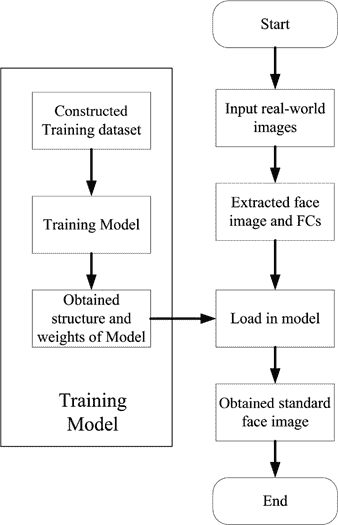 Start
Constructed
Training dataset
Input real-world
images
Training Model
Extracted face
image and FCs
Obtained
structure and
weights of Model
Load in model
Training
Model
Obtained standard
face image
End